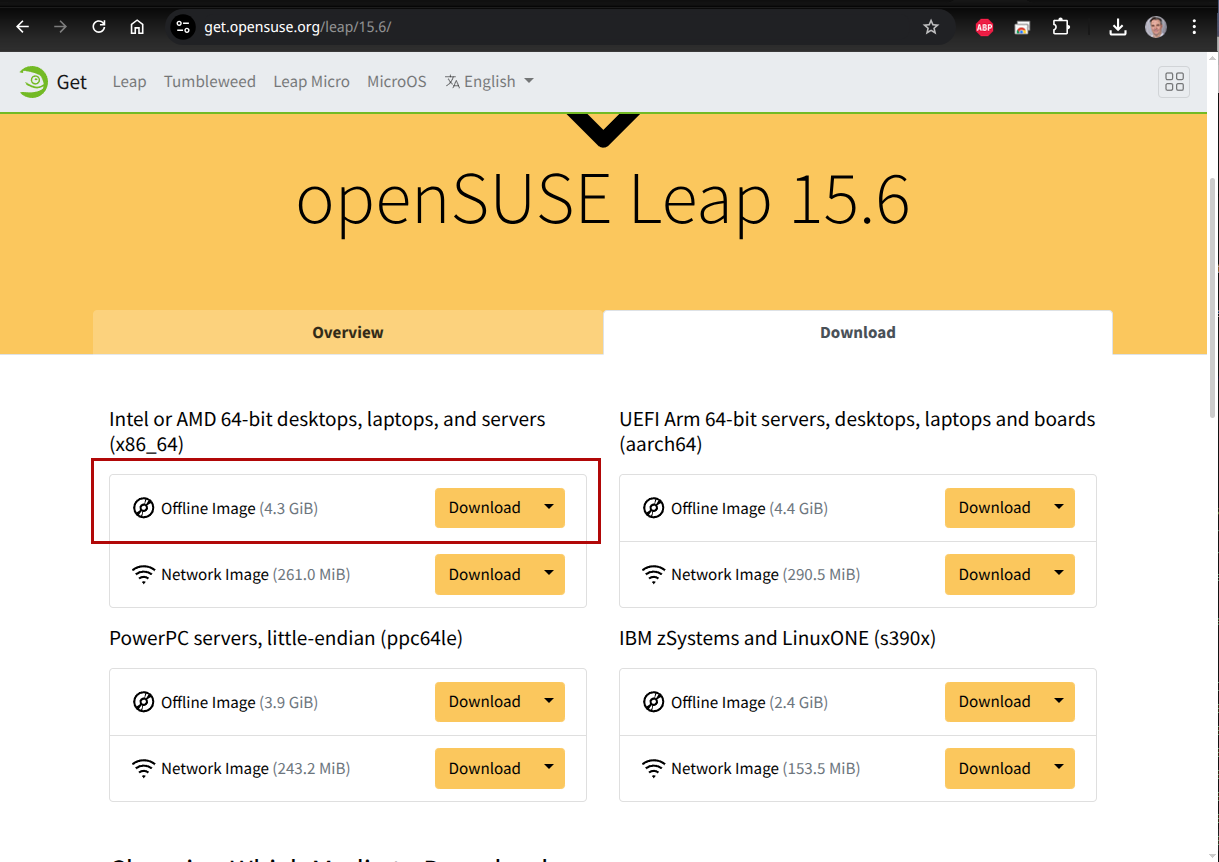 get.opensuse.org/leap/15.6/
ABP
Get Leap Tumbleweed Leap Micro MicroOS English
openSUSE Leap 15.6
Overview
Download
Intel or AMD 64-bit desktops, laptops, and servers
(x86_64)
Offline Image (4.3 GiB) Download
Network Image (261.0 MiB) Download
UEFI Arm 64-bit servers, desktops, laptops and boards
(aarch64)
Offline Image (4.4 GiB) Download
Network Image (290.5 MiB) Download
PowerPC servers, little-endian (ppc64le)
Offline Image (3.9 GiB) Download
Network Image (243.2 MiB) Download
IBM zSystems and LinuxONE (s390x)
Offline Image (2.4 GiB) Download
Network Image (153.5 MiB) Download